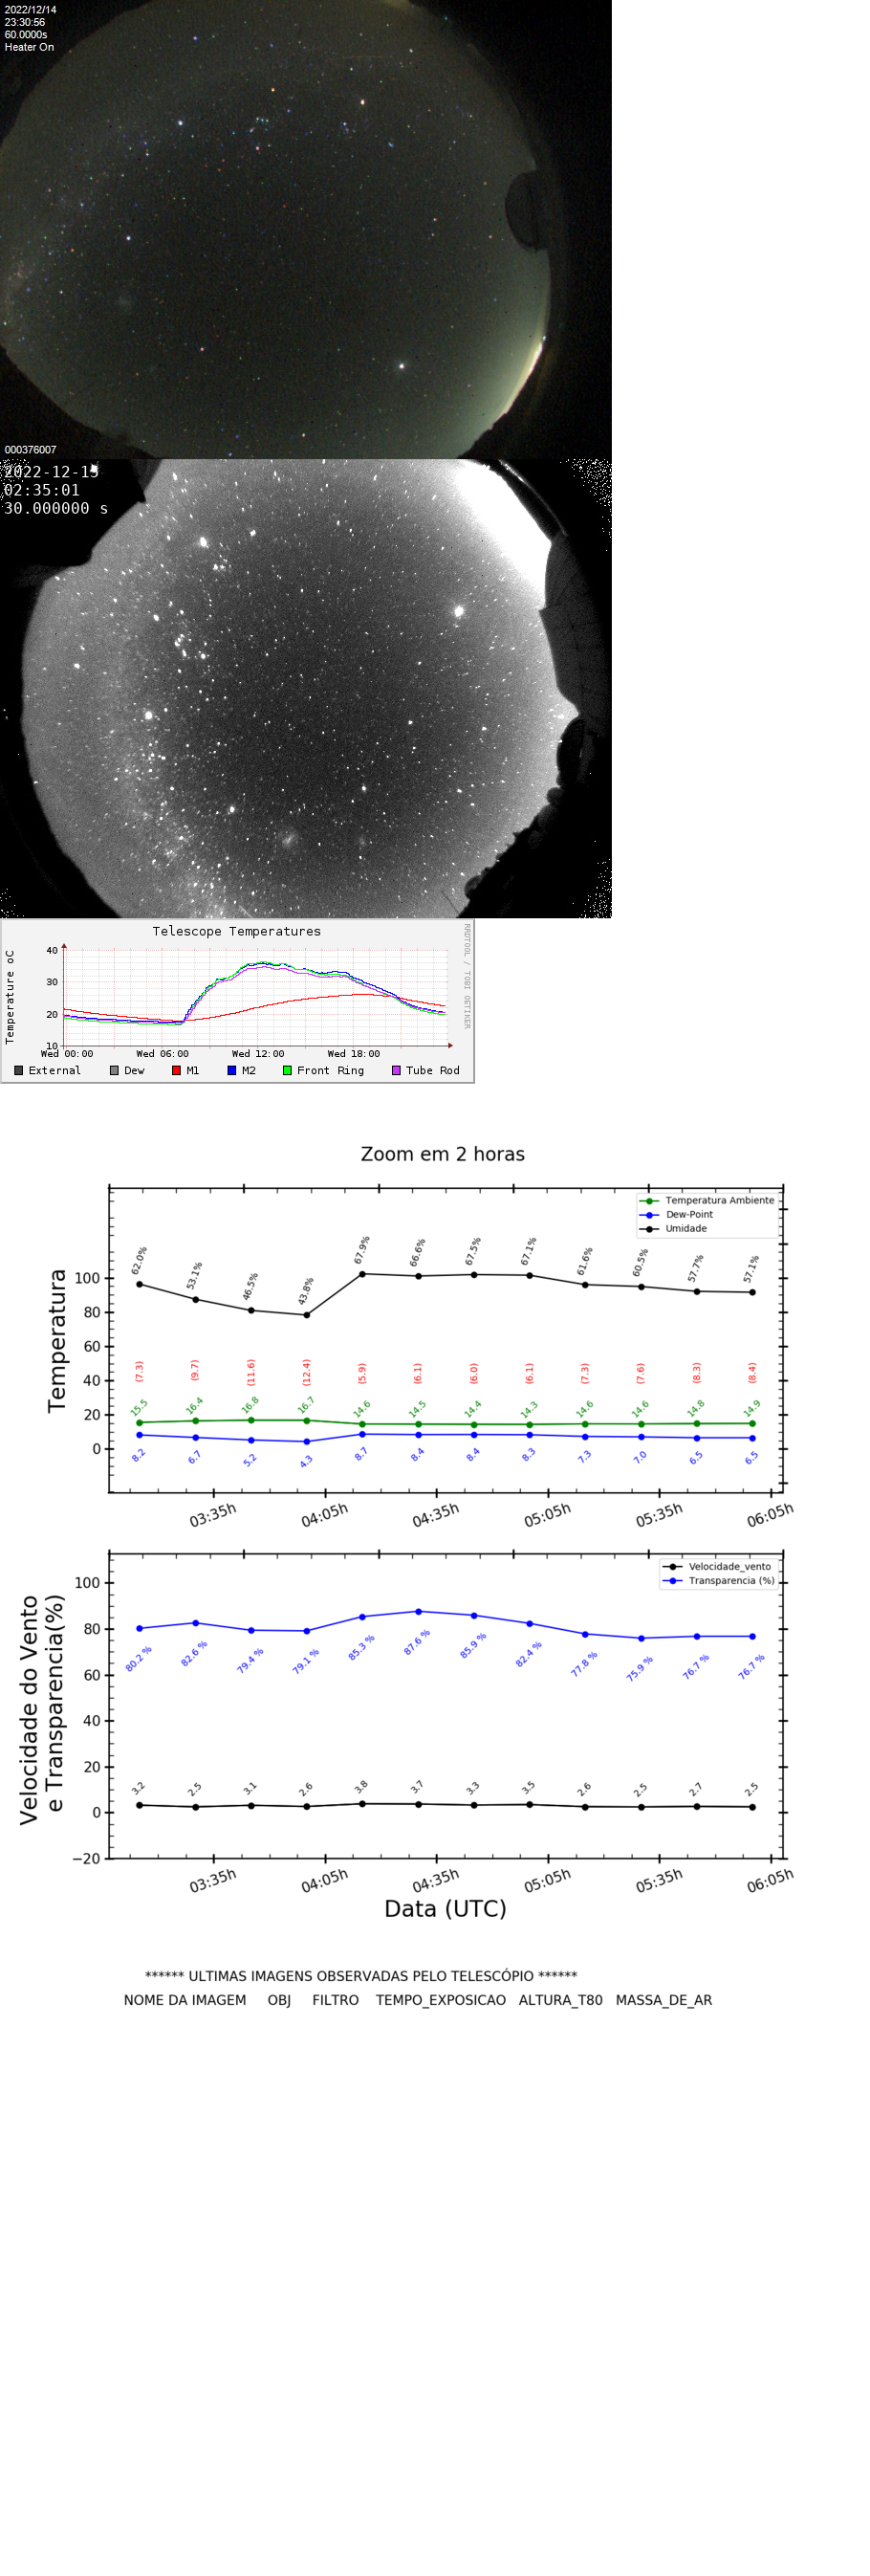 2022/12/14
23:30:56
60.0000s
Heater On
000376007
2022-12-15
02:35:01
30.000000 s
Telescope Temperatures
RRDTOOL / TOBI OETIKER
Temperature oC
40
30
20
10
Wed 00:00 Wed 06:00 Wed 12:00 Wed 18:00
External Dew M1 M2 Front Ring Tube Rod
Zoom em 2 horas
Temperatura Ambiente
Dew-Point
Umidade
Temperatura
100
80
60
40
20
0
62.0% 53.1% 46.5% 43.8% 67.9% 66.6% 67.5% 67.1% 61.6% 60.5% 57.7% 57.1%
(7.3) (9.7) (11.6) (12.4) (5.9) (6.1) (6.0) (6.1) (7.3) (7.6) (8.3) (8.4)
15.5 16.4 16.8 16.7 14.6 14.5 14.4 14.3 14.6 14.6 14.8 14.9
8.2 6.7 5.2 4.3 8.7 8.4 8.4 8.3 7.3 7.0 6.5 6.5
03:35h 04:05h 04:35h 05:05h 05:35h 06:05h
Velocidade_vento
Transparencia (%)
Velocidade do Vento
e Transparencia(%)
100
80
60
40
20
0
−20
80.2 % 82.6 % 79.4 % 79.1 % 85.3 % 87.6 % 85.9 % 82.4 % 77.8 % 75.9 % 76.7 % 76.7 %
3.2 2.5 3.1 2.6 3.8 3.7 3.3 3.5 2.6 2.5 2.7 2.5
03:35h 04:05h 04:35h 05:05h 05:35h 06:05h
Data (UTC)
****** ULTIMAS IMAGENS OBSERVADAS PELO TELESCÓPIO ******
NOME DA IMAGEM OBJ FILTRO TEMPO_EXPOSICAO ALTURA_T80 MASSA_DE_AR